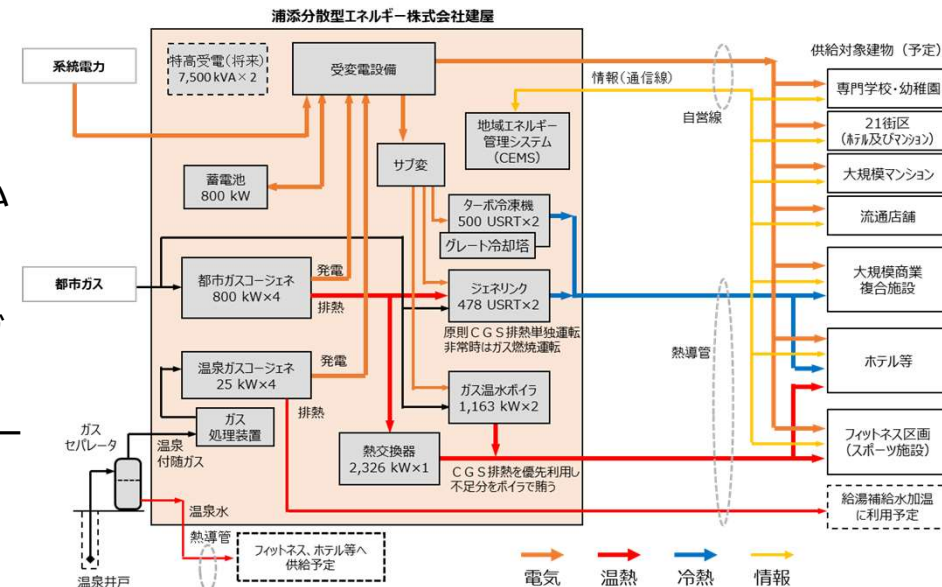 浦添分散型エネルギー株式会社建屋
系統電力
特高受電(将来)
7,500kVA×2
受変電設備
情報(通信線)
供給対象建物(予定)
専門学校・幼稚園
自営線
地域エネルギー
管理システム
(CEMS)
21街区
(ホテル及びマンション)
サブ変
大規模マンション
蓄電池
800 kW
A
ターボ冷凍機
500 USRT×2
グレート冷却塔
流通店舗
都市ガス
都市ガスコージェネ
800 kW×4
発電
排熱
ジェネリンク
478 USRT×2
大規模商業
複合施設
原則CGS排熱単独運転
非常時はガス燃焼運転
熱導管
ホテル等
温泉ガスコージェネ
25 kW×4
発電
排熱
ガス温水ボイラ
1,163 kW×2
ガス
セパレータ
ガス
処理装置
温泉
付随ガス
熱交換器
2,326 kW×1
フィットネス区画
(スポーツ施設)
CGS排熱を優先利用し
不足分をボイラで賄う
温泉水
給湯補給水加温
に利用予定
熱導管
フィットネス、ホテル等へ
供給予定
温泉井戸
電気
温熱
冷熱
情報